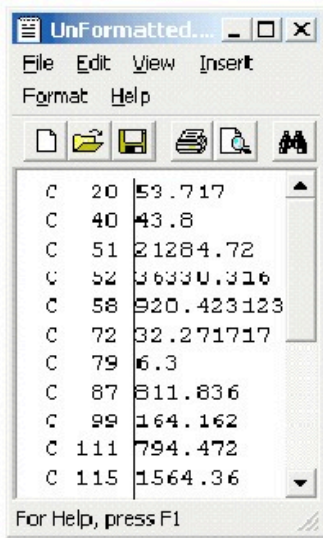 UnFormatted....
File Edit View Insert
Format Help
C 20 53.717
C 40 43.8
C 51 21284.72
C 52 36330.316
C 58 920.423123
C 72 32.271717
C 79 6.3
C 87 811.836
C 99 164.162
C 111 794.472
C 115 1564.36
For Help, press F1